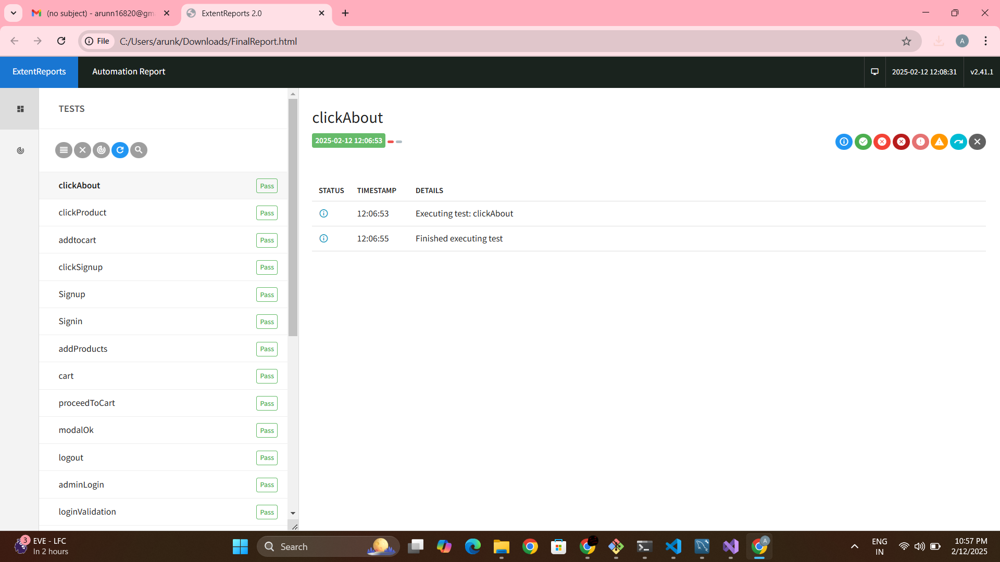 (no subject) - arunn16820@gm
ExtentReports 2.0
File
C:/Users/arunk/Downloads/FinalReport.html
A
ExtentReports
Automation Report
2025-02-12 12:08:31
v2.41.1
TESTS
clickAbout Pass
clickProduct Pass
addtocart Pass
clickSignup Pass
Signup Pass
Signin Pass
addProducts Pass
cart Pass
proceedToCart Pass
modalOk Pass
logout Pass
adminLogin Pass
loginValidation Pass
clickAbout
2025-02-12 12:06:53
STATUS TIMESTAMP DETAILS
12:06:53 Executing test: clickAbout
12:06:55 Finished executing test
3
EVE - LFC
In 2 hours
Search
A
ENG
IN
10:57 PM
2/12/2025